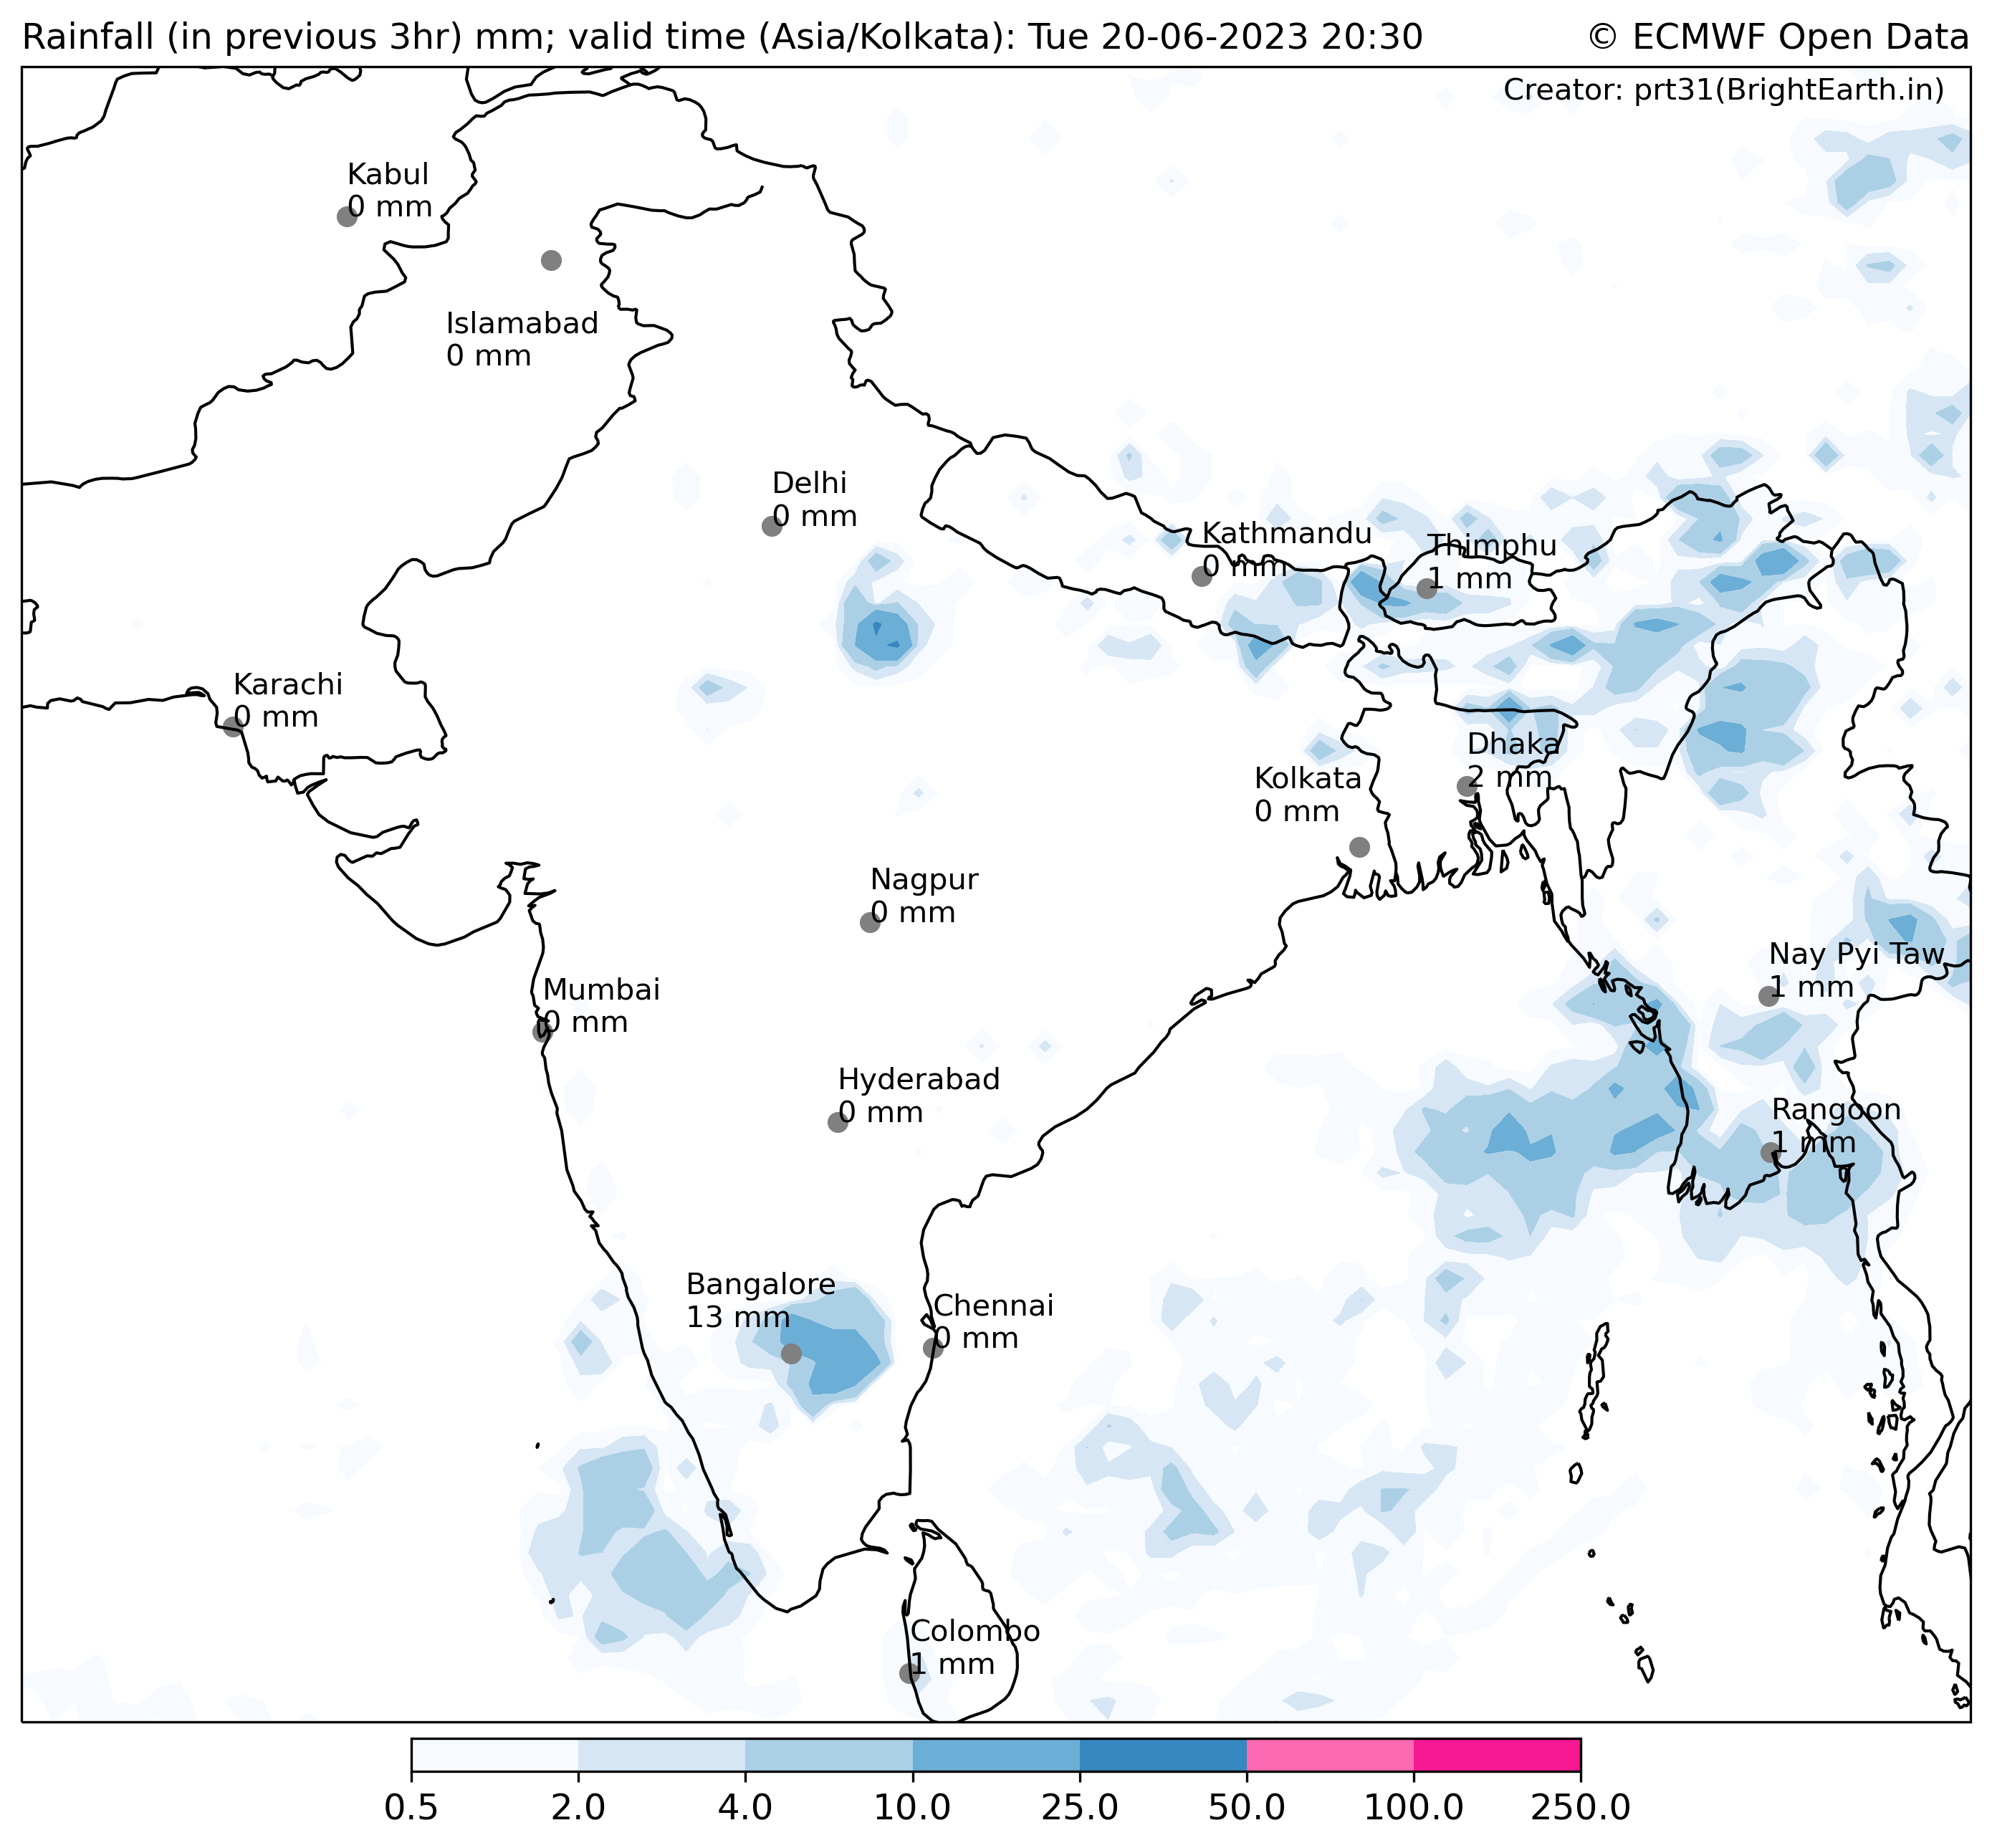 Rainfall (in previous 3hr) mm; valid time (Asia/Kolkata): Tue 20-06-2023 20:30
© ECMWF Open Data
Creator: prt31(BrightEarth.in)
Kabul
0 mm
Islamabad
0 mm
Delhi
0 mm
Kathmandu
0 mm
Thimphu
1 mm
Karachi
0 mm
Dhaka
2 mm
Kolkata
0 mm
Nagpur
0 mm
Nay Pyi Taw
1 mm
Mumbai
0 mm
Hyderabad
0 mm
Rangoon
1 mm
Bangalore
13 mm
Chennai
0 mm
Colombo
1 mm
0.5 2.0 4.0 10.0 25.0 50.0 100.0 250.0